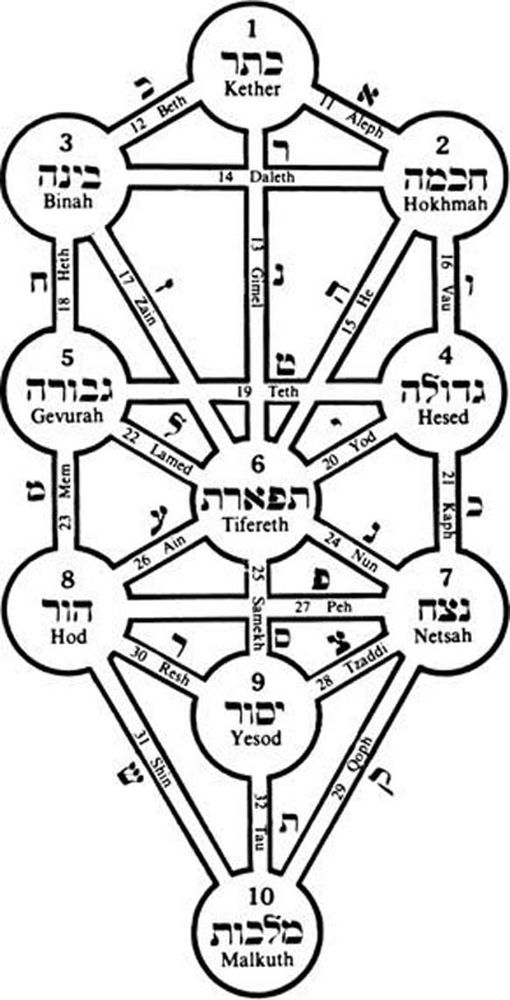 1
כתר
Kether
ב
א
12 Beth
11 Aleph
3
בינה
Binah
ד
2
חכמה
Hokhmah
14 Daleth
ח
18 Heth
17 Zain
ז
13 Gimel
ג
ה
15 He
16 Vau
ו
5
גבורה
Gevurah
ט
19 Teth
4
גדולה
Hesed
ל
22 Lamed
י
20 Yod
6
תפארת
Tifereth
23 Mem
21 Kaph
כ
ע
26 Ain
נ
24 Nun
8
הוד
Hod
25 Samekh
ס
פ
27 Peh
7
נצח
Netsah
ר
30 Resh
צ
28 Tzaddi
9
יסוד
Yesod
ש
31 Shin
32 Tau
ת
29 Qoph
ק
10
מלכות
Malkuth